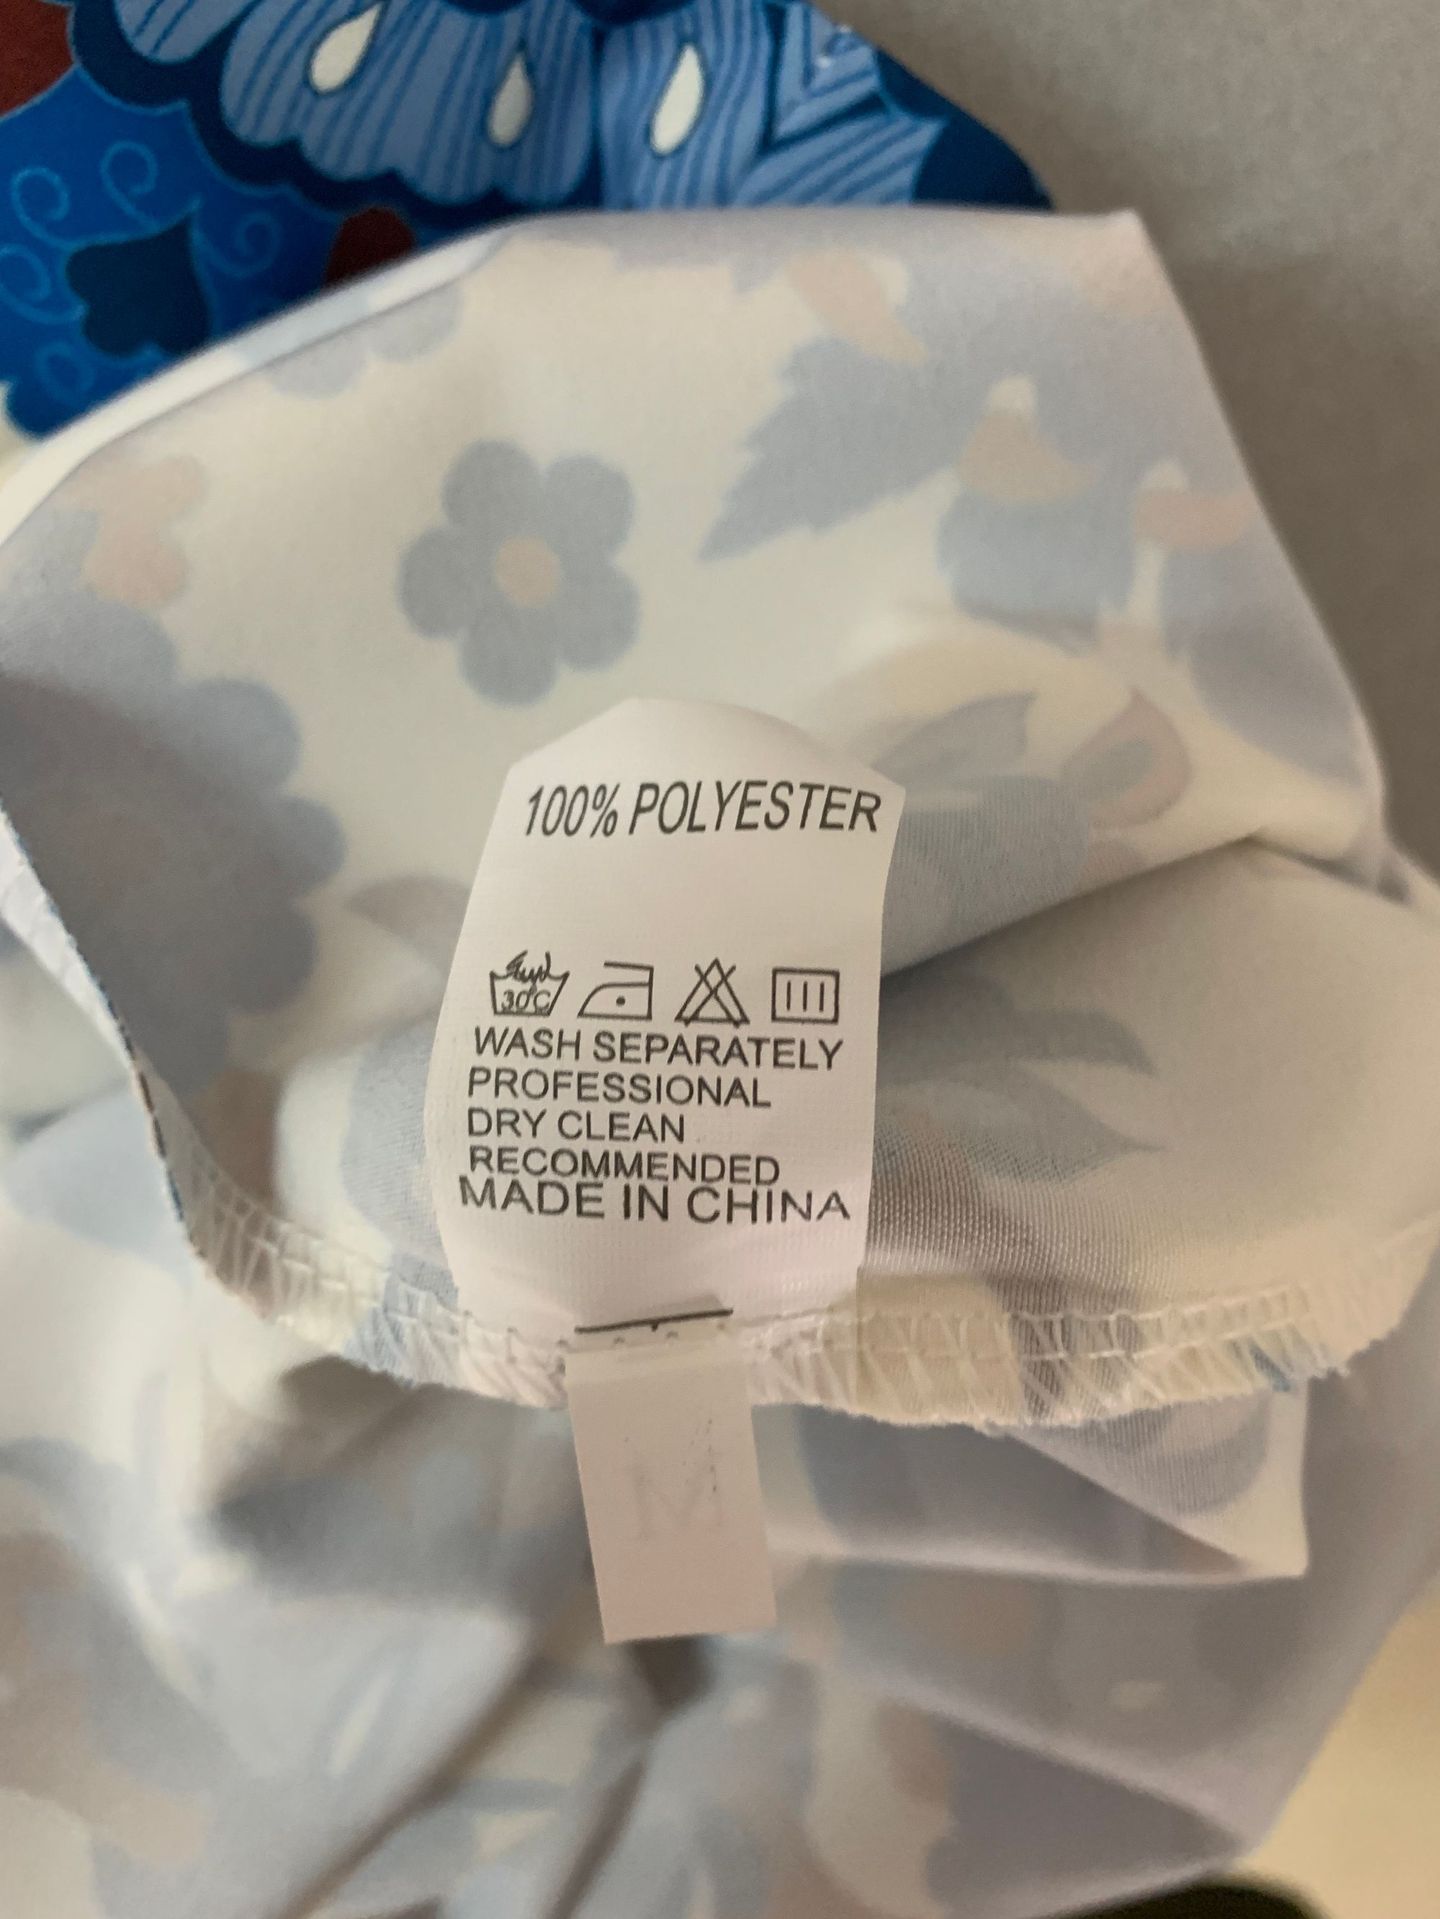 100% POLYESTER
30°C
WASH SEPARATELY
PROFESSIONAL
DRY CLEAN
RECOMMENDED
MADE IN CHINA
M